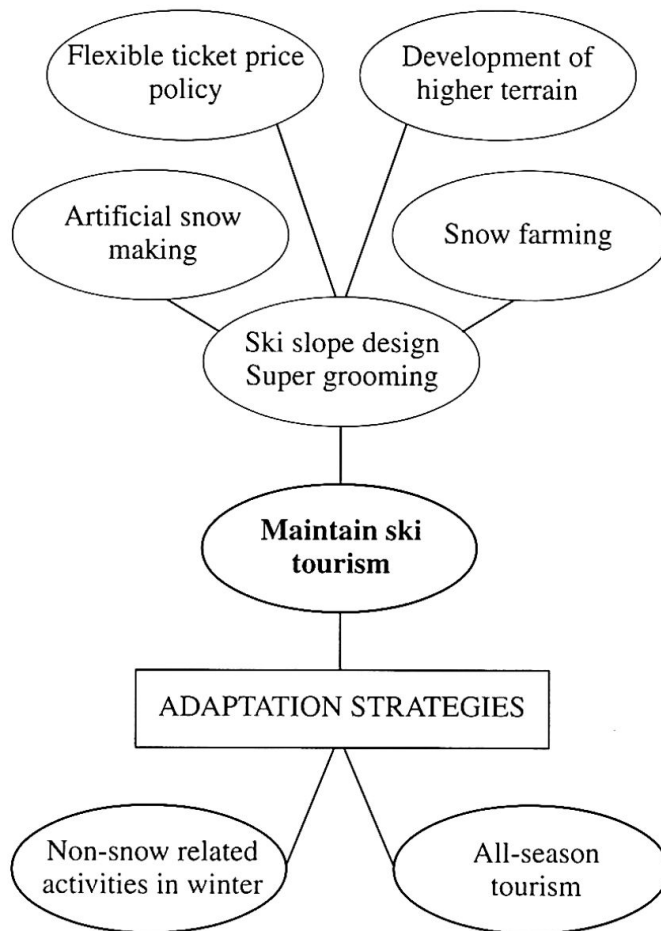 Flexible ticket price
policy
Development of
higher terrain
Artificial snow
making
Snow farming
Ski slope design
Super grooming
Maintain ski
tourism
ADAPTATION STRATEGIES
Non-snow related
activities in winter
All-season
tourism